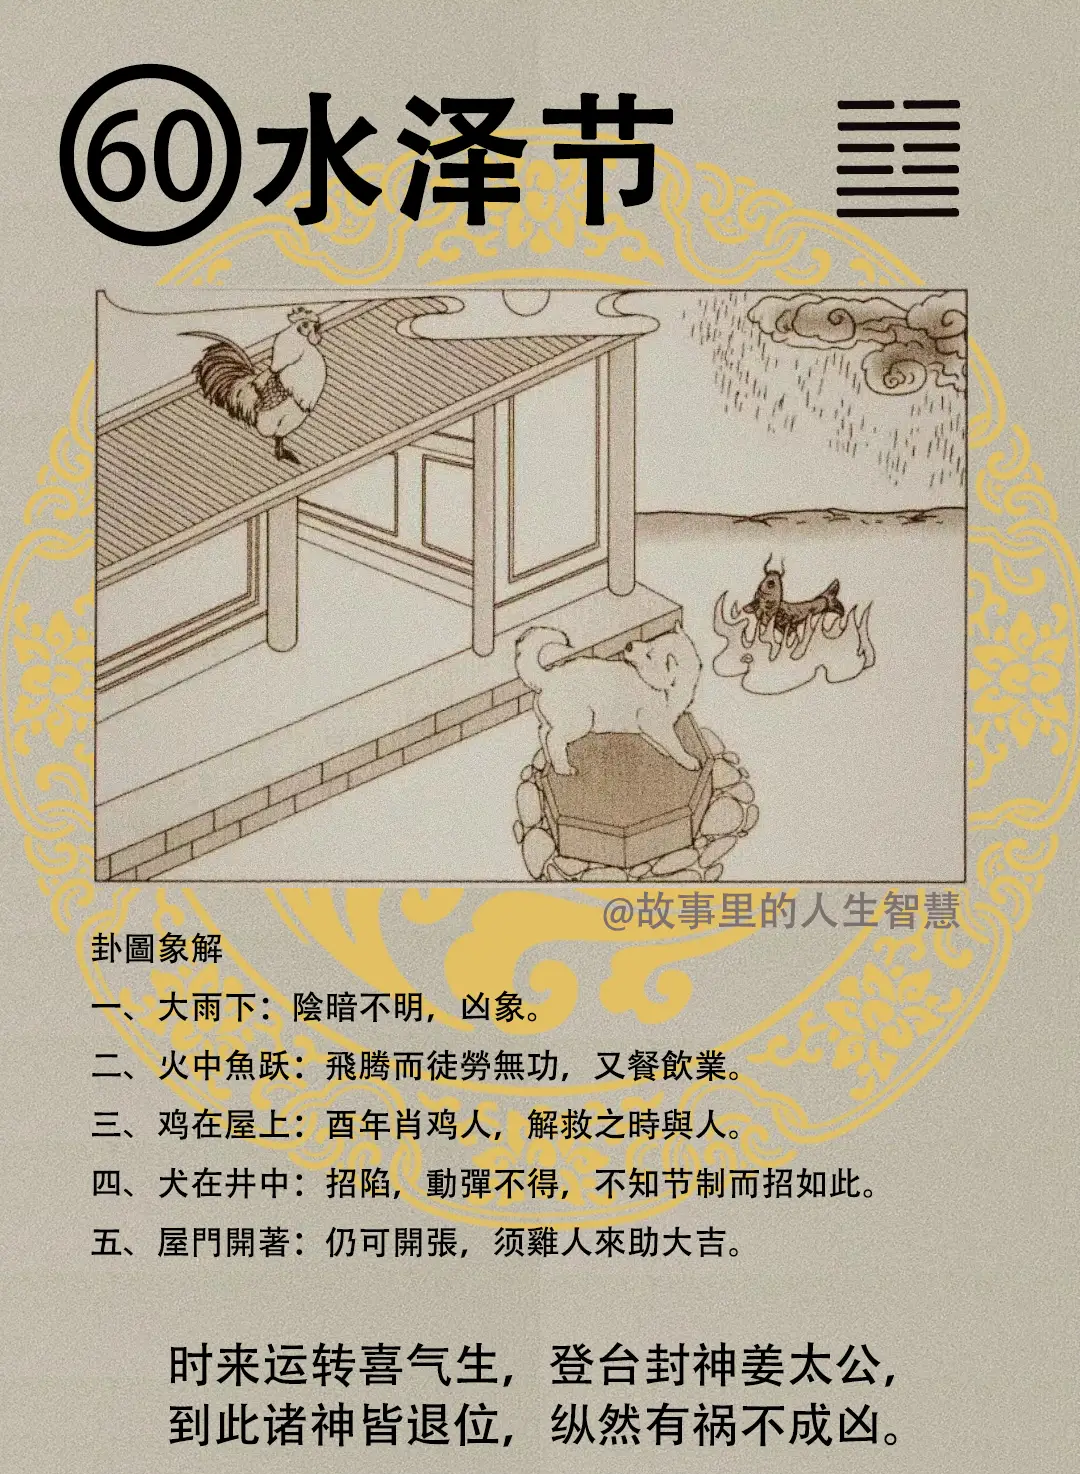 60水泽节
@故事里的人生智慧
卦圖象解
一、大雨下：陰暗不明，凶象。
二、火中魚跃：飛腾而徒勞無功，又餐飲業。
三、鸡在屋上：酉年肖鸡人，解救之時與人。
四、犬在井中：招陷，動彈不得，不知节制而招如此。
五、屋門開著：仍可開張，须雞人來助大吉。
时来运转喜气生，登台封神姜太公，
到此诸神皆退位，纵然有祸不成凶。